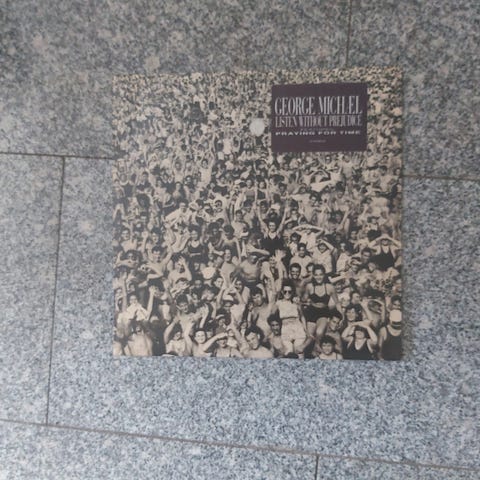 GEORGE MICHAEL
LISTEN WITHOUT PREJUDICE
PRAYING FOR TIME